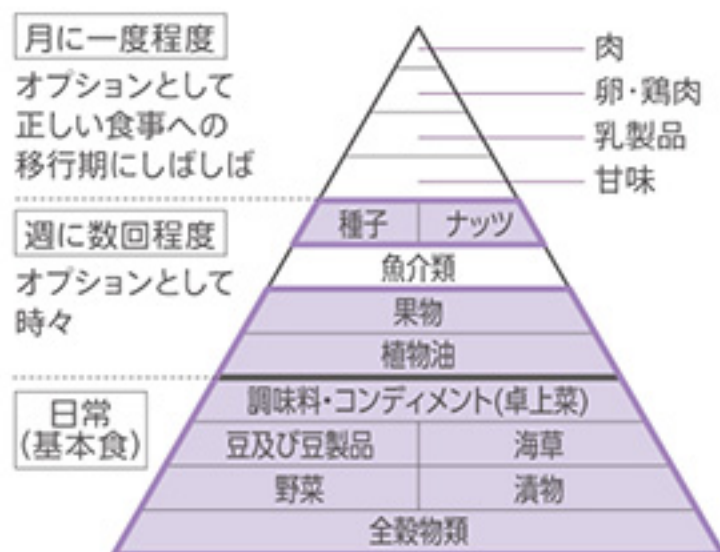 月に一度程度
オプションとして
正しい食事への
移行期にしばしば
肉
卵・鶏肉
乳製品
甘味
週に数回程度
オプションとして
時々
種子 ナッツ
魚介類
果物
植物油
日常
(基本食)
調味料・コンディメント(卓上菜)
豆及び豆製品 海草
野菜 漬物
全穀物類